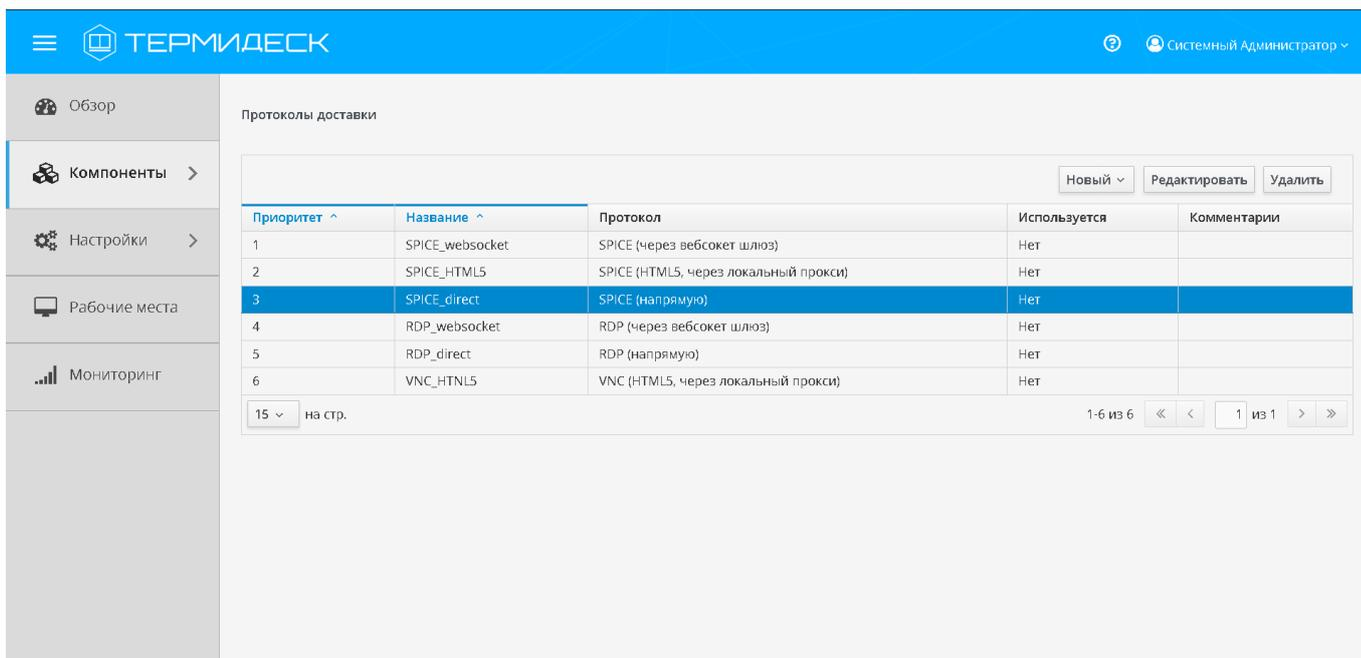 ТЕРМИДЕСК
Системный Администратор
Обзор
Компоненты
Настройки
Рабочие места
Мониторинг
Протоколы доставки
Новый Редактировать Удалить
Приоритет Название Протокол Используется Комментарии
1 SPICE_websocket SPICE (через вебсокет шлюз) Нет
2 SPICE_HTML5 SPICE (HTML5, через локальный прокси) Нет
3 SPICE_direct SPICE (напрямую) Нет
4 RDP_websocket RDP (через вебсокет шлюз) Нет
5 RDP_direct RDP (напрямую) Нет
6 VNC_HTNL5 VNC (HTML5, через локальный прокси) Нет
15 на стр. 1-6 из 6 1 из 1